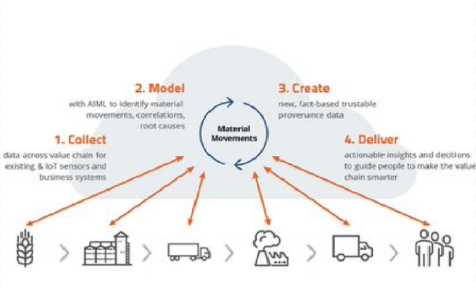 2. Model
with AIML to identify material
movements, correlations,
root causes
3. Create
new, fact-based trustable
provenance data
Material
Movements
1. Collect
data across value chain for
existing & IoT sensors and
business systems
4. Deliver
actionable insights and decisions
to guide people to make the value
chain smarter